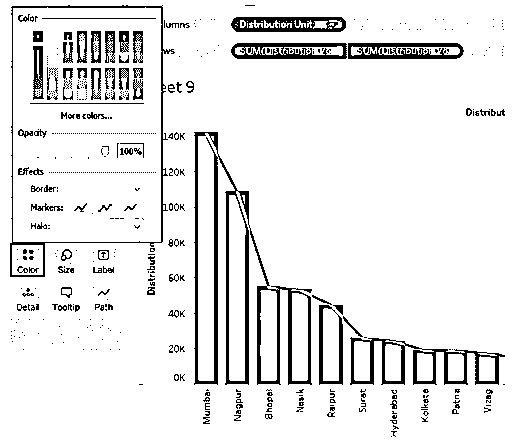 Color
More colors...
Opacity
100%
Effects
Border:
Markers:
Halo:
Color
Size
Label
Detail
Tooltip
Path
lumns
Distribution Unit
ws
eet 9
Distribut
Distribution
140K
120K
100K
80K
60K
40K
20K
0K
Mumbai
Nagpur
Bhopal
Nasik
Raipur
Surat
Hyderabad
Kolkata
Patna
Vizag